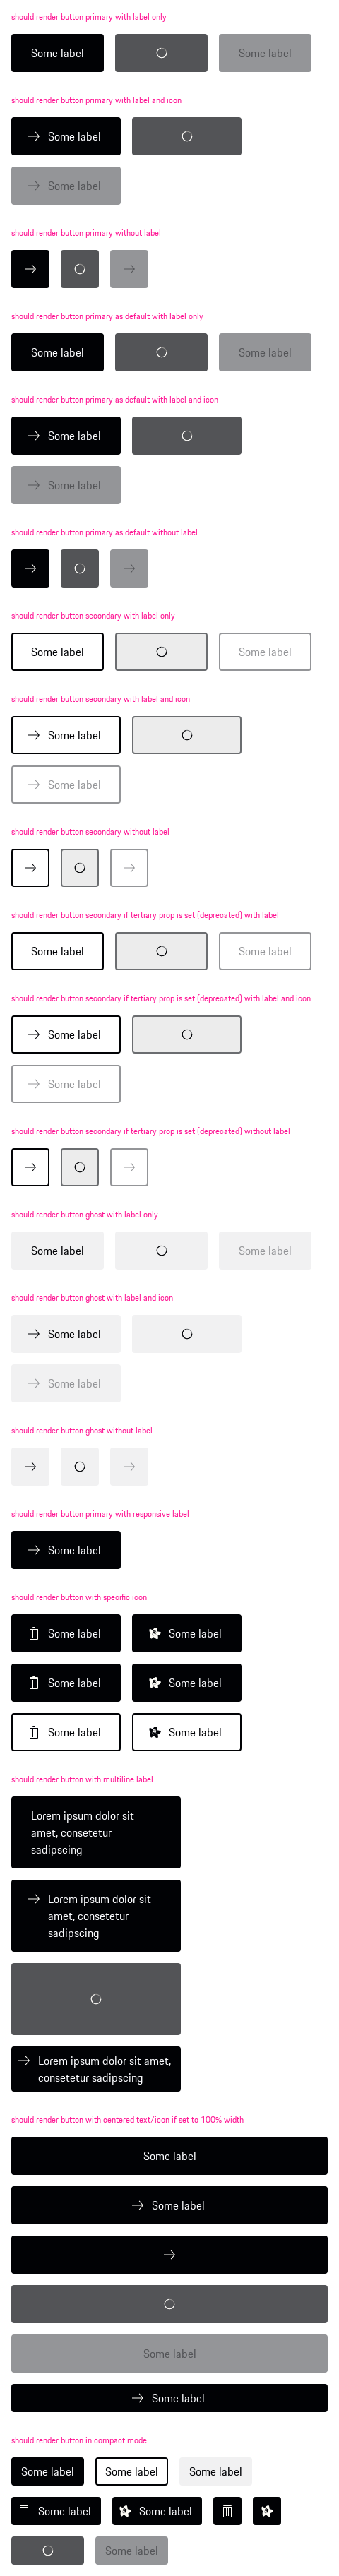 should render button primary with label only
Some label Some label
should render button primary with label and icon
Some label
Some label
should render button primary without label
should render button primary as default with label only
Some label Some label
should render button primary as default with label and icon
Some label
Some label
should render button primary as default without label
should render button secondary with label only
Some label Some label
should render button secondary with label and icon
Some label
Some label
should render button secondary without label
should render button secondary if tertiary prop is set (deprecated) with label
Some label Some label
should render button secondary if tertiary prop is set (deprecated) with label and icon
Some label
Some label
should render button secondary if tertiary prop is set (deprecated) without label
should render button ghost with label only
Some label Some label
should render button ghost with label and icon
Some label
Some label
should render button ghost without label
should render button primary with responsive label
Some label
should render button with specific icon
Some label Some label
Some label Some label
Some label Some label
should render button with multiline label
Lorem ipsum dolor sit
amet, consetetur
sadipscing
Lorem ipsum dolor sit
amet, consetetur
sadipscing
Lorem ipsum dolor sit amet,
consetetur sadipscing
should render button with centered text/icon if set to 100% width
Some label
Some label
Some label
Some label
should render button in compact mode
Some label Some label Some label
Some label Some label
Some label